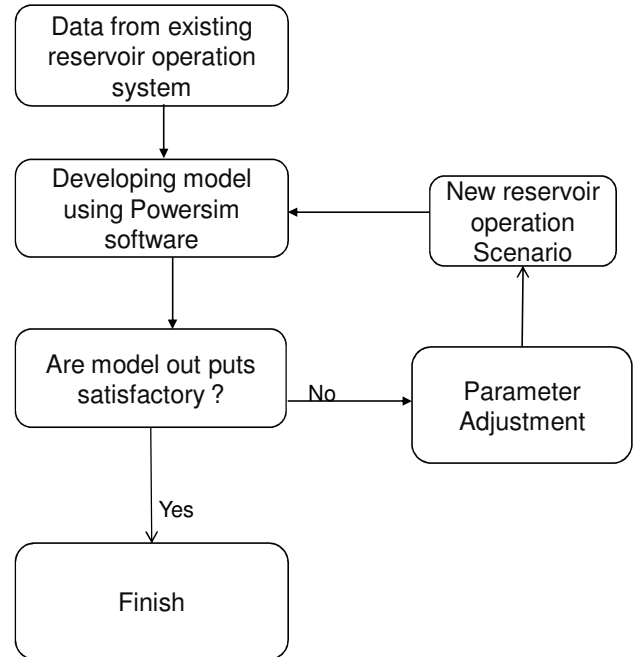 Data from existing
reservoir operation
system
Developing model
using Powersim
software
New reservoir
operation
Scenario
Are model out puts
satisfactory ?
No
Parameter
Adjustment
Yes
Finish